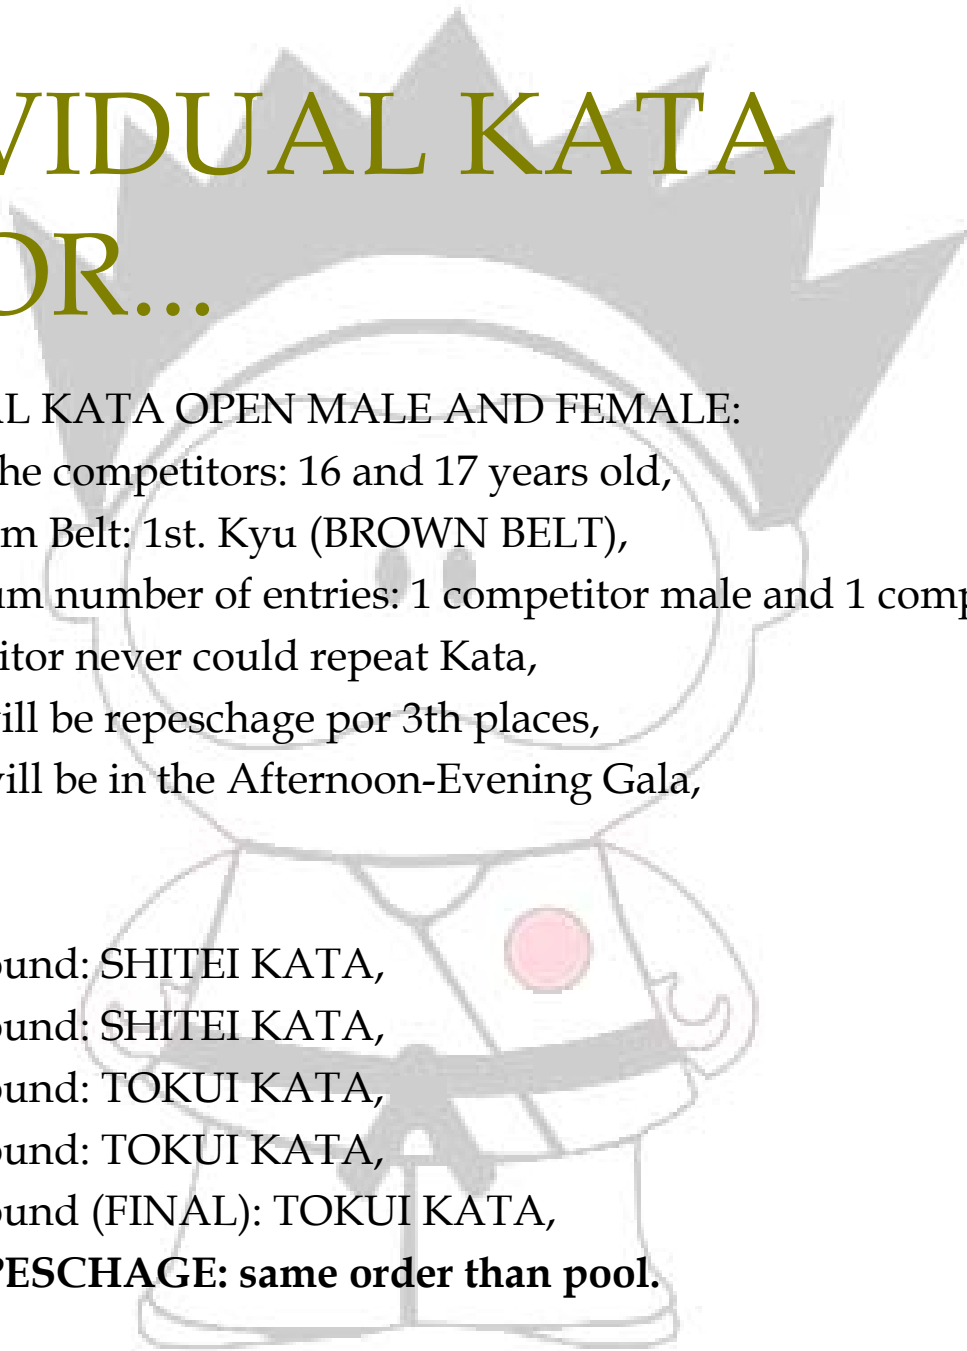 VIDUAL KATA
OR...
AL KATA OPEN MALE AND FEMALE:
he competitors: 16 and 17 years old,
m Belt: 1st. Kyu (BROWN BELT),
um number of entries: 1 competitor male and 1 comp
itor never could repeat Kata,
ill be repeschage por 3th places,
will be in the Afternoon-Evening Gala,
ound: SHITEI KATA,
ound: SHITEI KATA,
ound: TOKUI KATA,
ound: TOKUI KATA,
ound (FINAL): TOKUI KATA,
PESCHAGE: same order than pool.